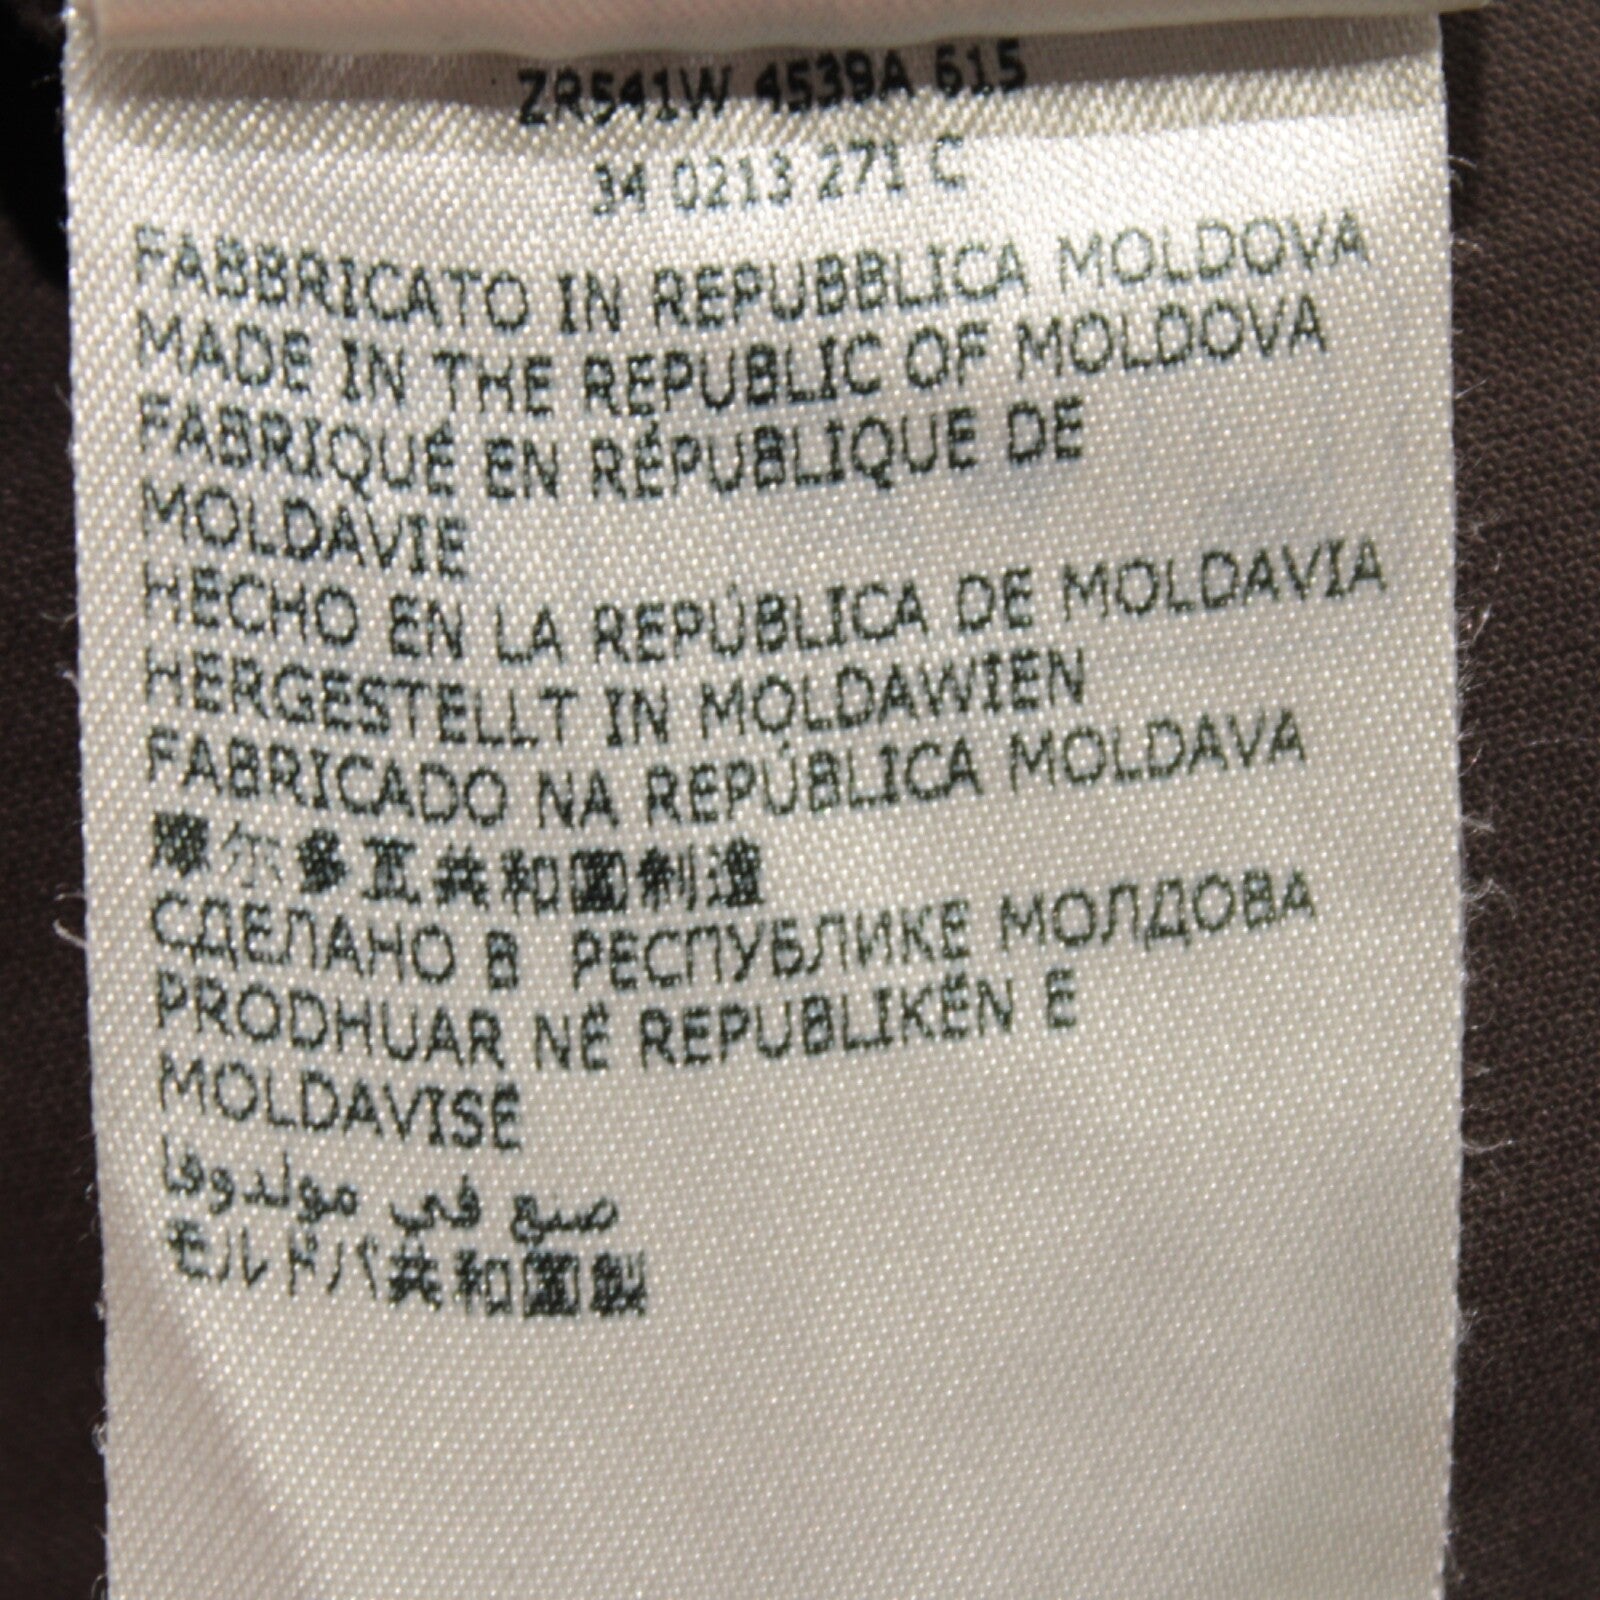 ZR541W 4539A 615
34 0213 271 C
FABBRICATO IN REPUBBLICA MOLDOVA
MADE IN THE REPUBLIC OF MOLDOVA
FABRIQUÉ EN RÉPUBLIQUE DE
MOLDAVIE
HECHO EN LA REPÚBLICA DE MOLDAVIA
HERGESTELLT IN MOLDAWIEN
FABRICADO NA REPÚBLICA MOLDAVA
摩尔多瓦共和国制造
СДЕЛАНО В РЕСПУБЛИКЕ МОЛДОВА
PRODHUAR NË REPUBLIKËN E
MOLDAVISË
صنع في مولدوفا
モルドバ共和国製